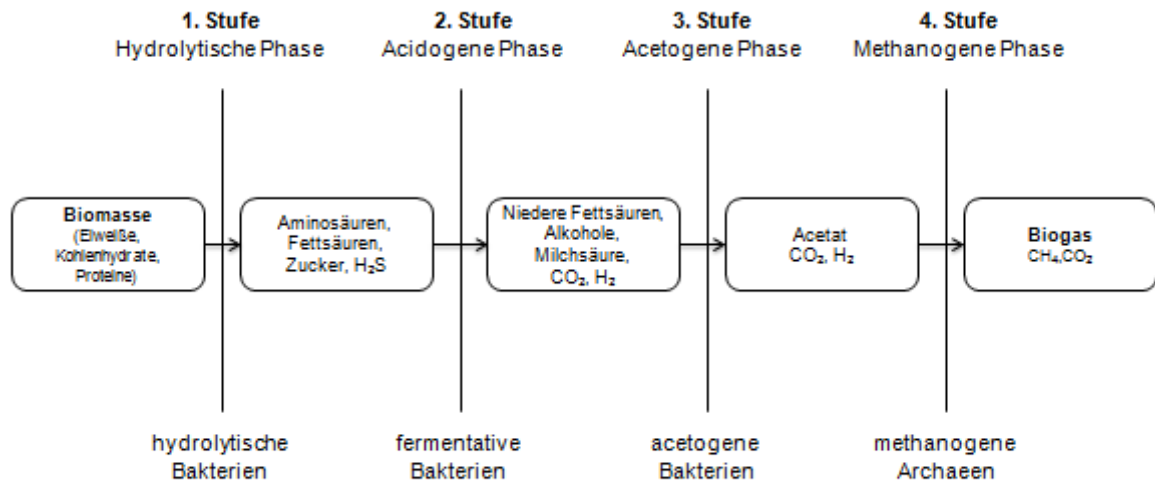 1. Stufe
Hydrolytische Phase
2. Stufe
Acidogene Phase
3. Stufe
Acetogene Phase
4. Stufe
Methanogene Phase
Biomasse
(Eiweiße,
Kohlenhydrate,
Proteine)
Aminosäuren,
Fettsäuren,
Zucker, H₂S
Niedere Fettsäuren,
Alkohole,
Milchsäure,
CO₂, H₂
Acetat
CO₂, H₂
Biogas
CH₄,CO₂
hydrolytische
Bakterien
fermentative
Bakterien
acetogene
Bakterien
methanogene
Archaeen